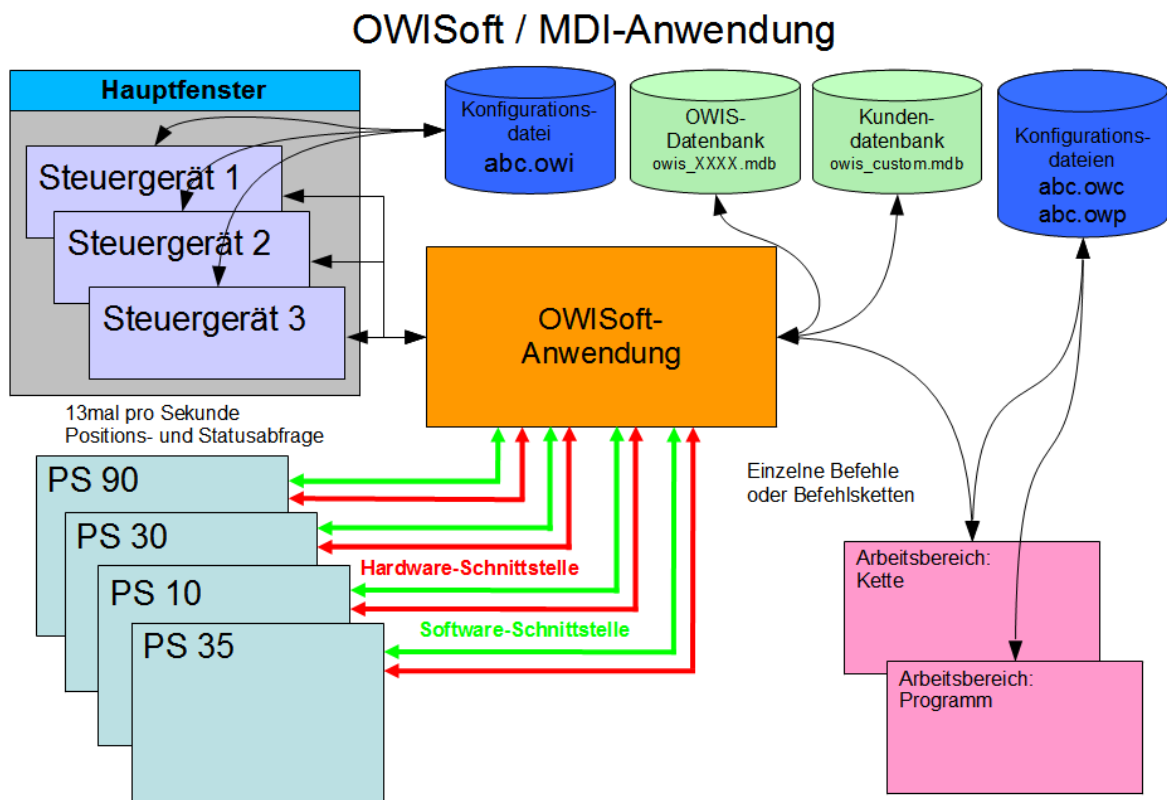 OWISoft / MDI-Anwendung
Hauptfenster
Steuergerät 1
Steuergerät 2
Steuergerät 3
Konfigurations-
datei
abc.owi
OWIS-
Datenbank
owis_XXXX.mdb
Kunden-
datenbank
owis_custom.mdb
Konfigurations-
dateien
abc.owc
abc.owp
OWISoft-
Anwendung
13mal pro Sekunde
Positions- und Statusabfrage
PS 90
PS 30
PS 10
PS 35
Hardware-Schnittstelle
Software-Schnittstelle
Einzelne Befehle
oder Befehlsketten
Arbeitsbereich:
Kette
Arbeitsbereich:
Programm